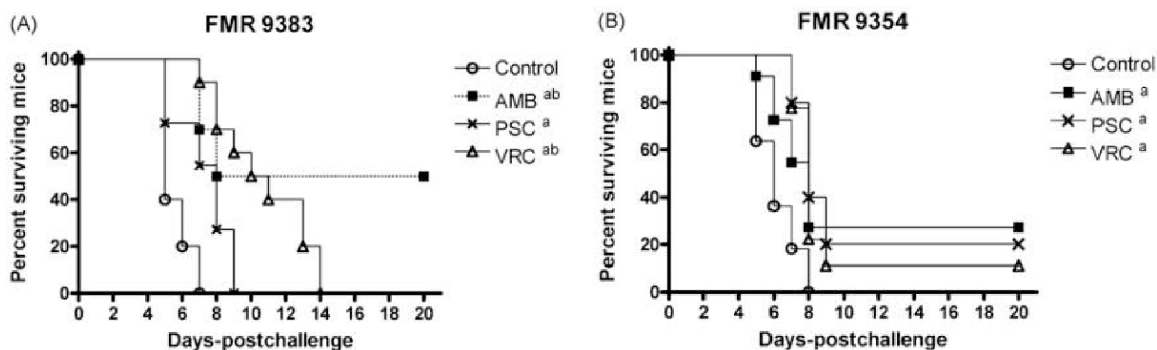 (A)
FMR 9383
Percent surviving mice
100
80
60
40
20
0
0 2 4 6 8 10 12 14 16 18 20
Days-postchallenge
Control
AMB ab
PSC a
VRC ab
(B)
FMR 9354
Percent surviving mice
100
80
60
40
20
0
0 2 4 6 8 10 12 14 16 18 20
Days-postchallenge
Control
AMB a
PSC a
VRC a